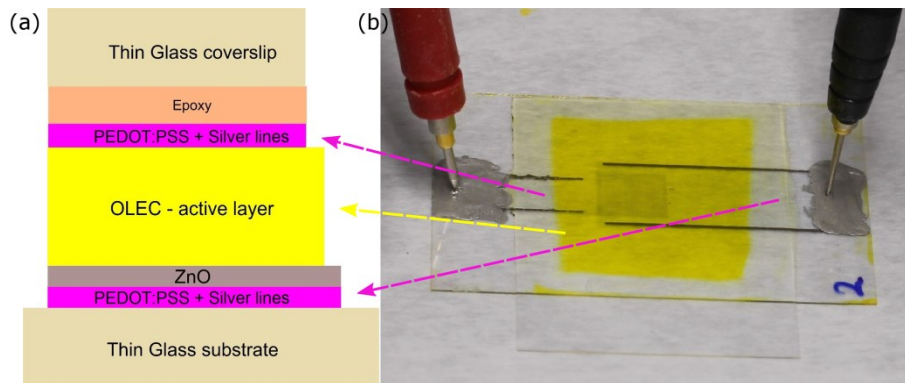 (a)
Thin Glass coverslip
Epoxy
PEDOT:PSS + Silver lines
OLEC - active layer
ZnO
PEDOT:PSS + Silver lines
Thin Glass substrate
(b)
2